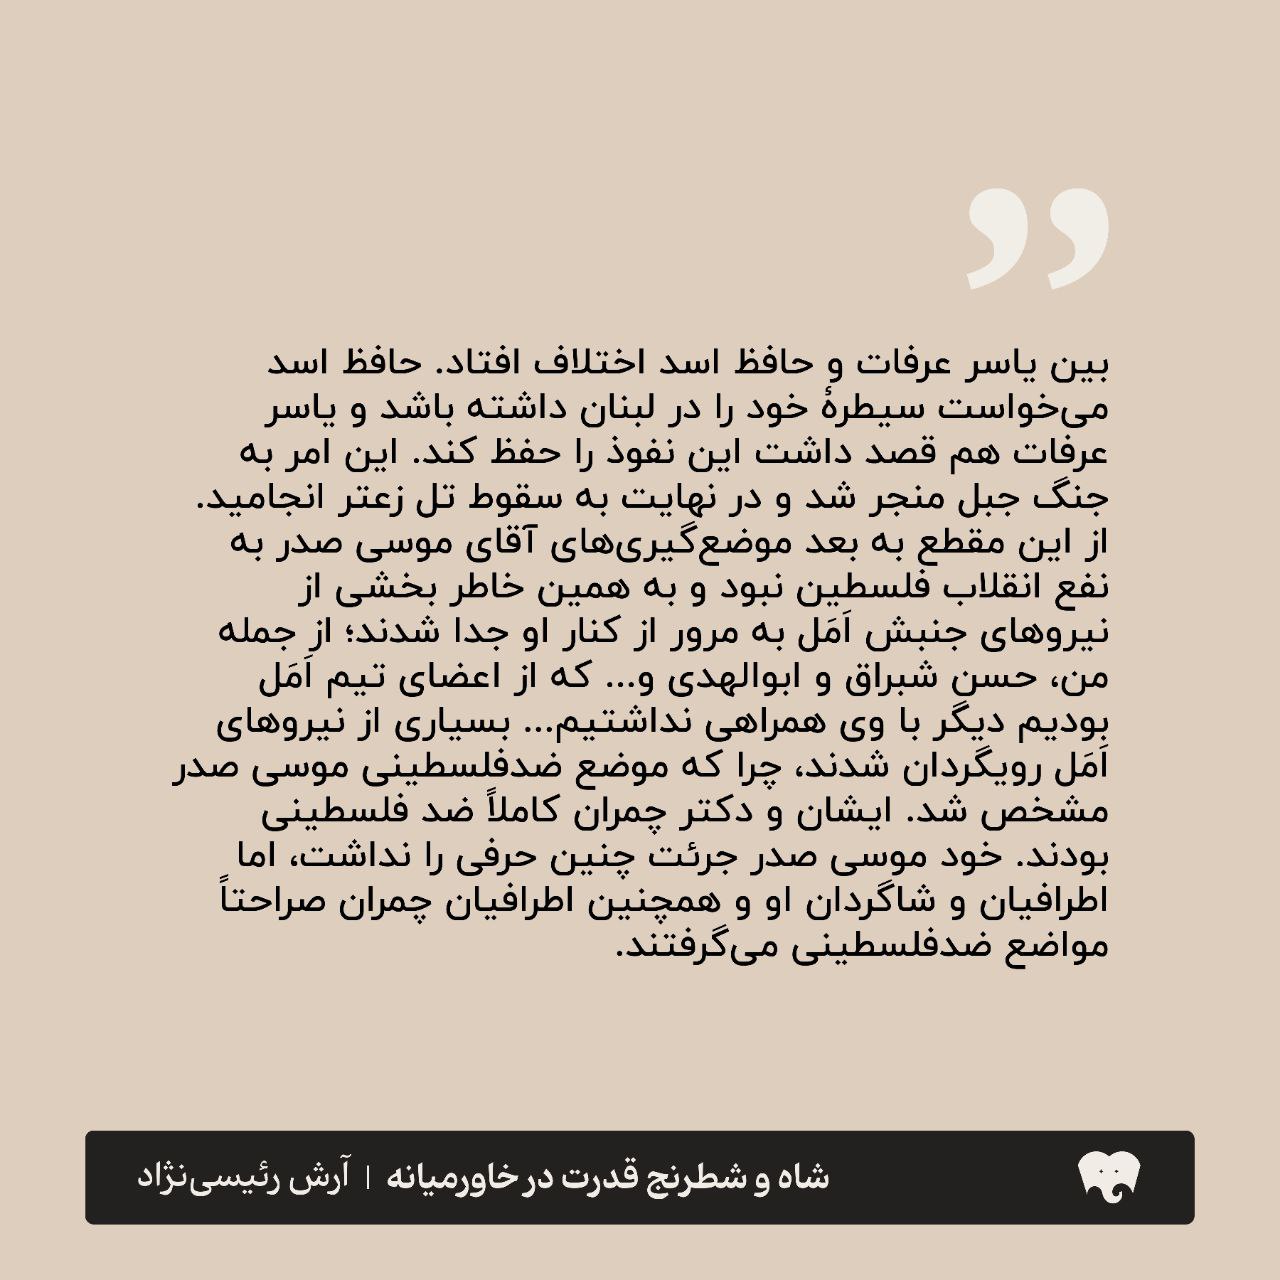 ”
بین یاسر عرفات و حافظ اسد اختلاف افتاد. حافظ اسد
می‌خواست سیطرهٔ خود را در لبنان داشته باشد و یاسر
عرفات هم قصد داشت این نفوذ را حفظ کند. این امر به
جنگ جبل منجر شد و در نهایت به سقوط تل زعتر انجامید.
از این مقطع به بعد موضع‌گیری‌های آقای موسی صدر به
نفع انقلاب فلسطین نبود و به همین خاطر بخشی از
نیروهای جنبش اَمَل به مرور از کنار او جدا شدند؛ از جمله
من، حسن شبراق و ابوالهدی و... که از اعضای تیم اَمَل
بودیم دیگر با وی همراهی نداشتیم... بسیاری از نیروهای
اَمَل رویگردان شدند، چرا که موضع ضدفلسطینی موسی صدر
مشخص شد. ایشان و دکتر چمران کاملاً ضد فلسطینی
بودند. خود موسی صدر جرئت چنین حرفی را نداشت، اما
اطرافیان و شاگردان او و همچنین اطرافیان چمران صراحتاً
مواضع ضدفلسطینی می‌گرفتند.
شاه و شطرنج قدرت در خاورمیانه | آرش رئیسی‌نژاد